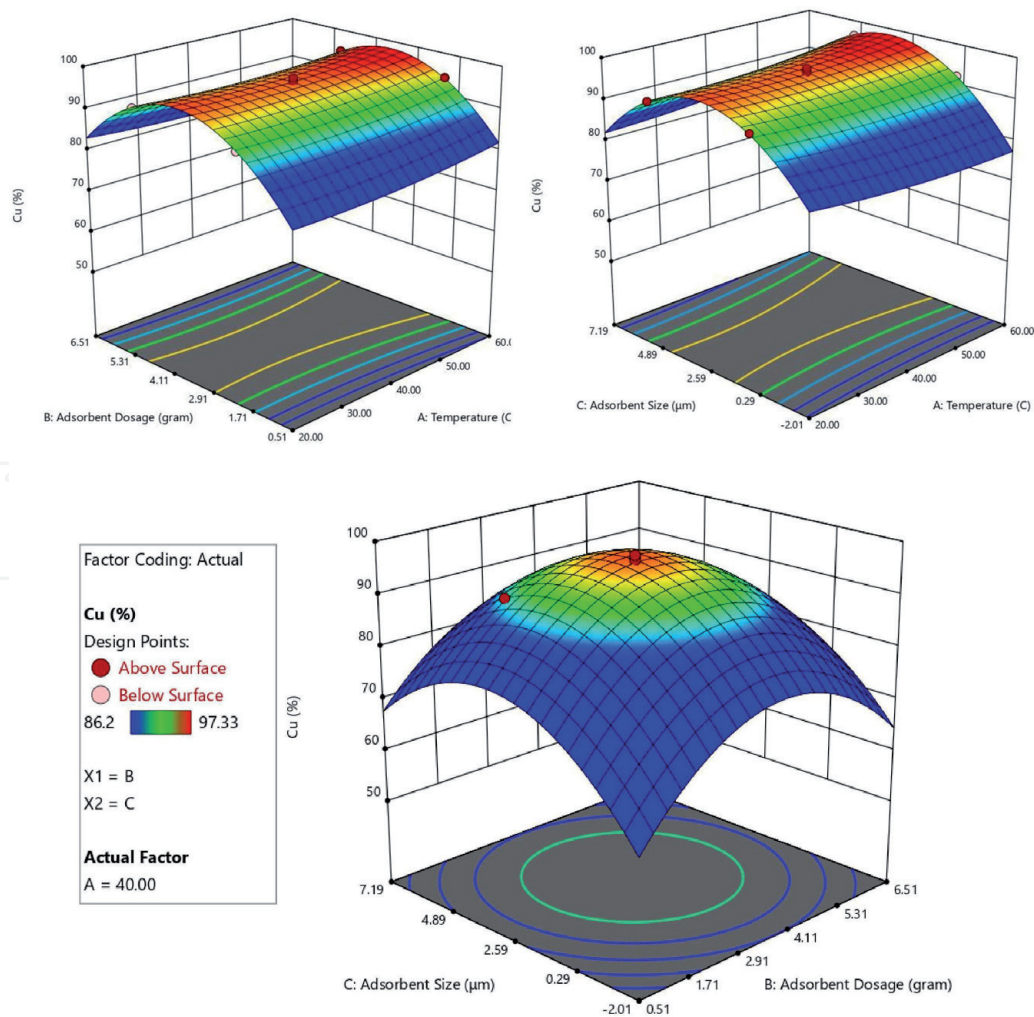 100
90
80
70
60
50
Cu (%)
6.51
5.31
4.11
2.91
1.71
0.51
B: Adsorbent Dosage (gram)
20.00
30.00
40.00
50.00
60.0
A: Temperature (C
100
90
80
70
60
50
Cu (%)
7.19
4.89
2.59
0.29
-2.01
C: Adsorbent Size (µm)
20.00
30.00
40.00
50.00
60.00
A: Temperature (C)
Factor Coding: Actual
Cu (%)
Design Points:
Above Surface
Below Surface
86.2 97.33
X1 = B
X2 = C
Actual Factor
A = 40.00
100
90
80
70
60
50
Cu (%)
7.19
4.89
2.59
0.29
-2.01
C: Adsorbent Size (µm)
0.51
1.71
2.91
4.11
5.31
6.51
B: Adsorbent Dosage (gram)